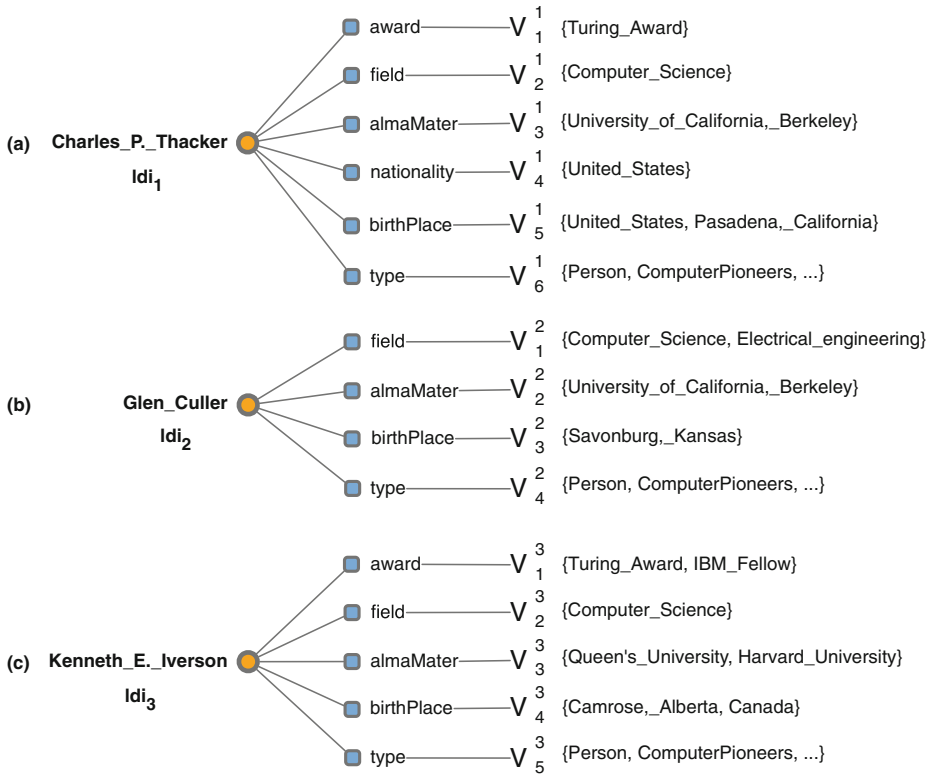 award V 1 1 {Turing_Award}
field V 1 2 {Computer_Science}
almaMater V 1 3 {University_of_California,_Berkeley}
(a) Charles_P._Thacker
Idi1
nationality V 1 4 {United_States}
birthPlace V 1 5 {United_States, Pasadena,_California}
type V 1 6 {Person, ComputerPioneers, ...}
field V 2 1 {Computer_Science, Electrical_engineering}
almaMater V 2 2 {University_of_California,_Berkeley}
(b) Glen_Culler
Idi2
birthPlace V 2 3 {Savonburg,_Kansas}
type V 2 4 {Person, ComputerPioneers, ...}
award V 3 1 {Turing_Award, IBM_Fellow}
field V 3 2 {Computer_Science}
(c) Kenneth_E._Iverson almaMater V 3 3 {Queen's_University, Harvard_University}
Idi3
birthPlace V 3 4 {Camrose,_Alberta, Canada}
type V 3 5 {Person, ComputerPioneers, ...}